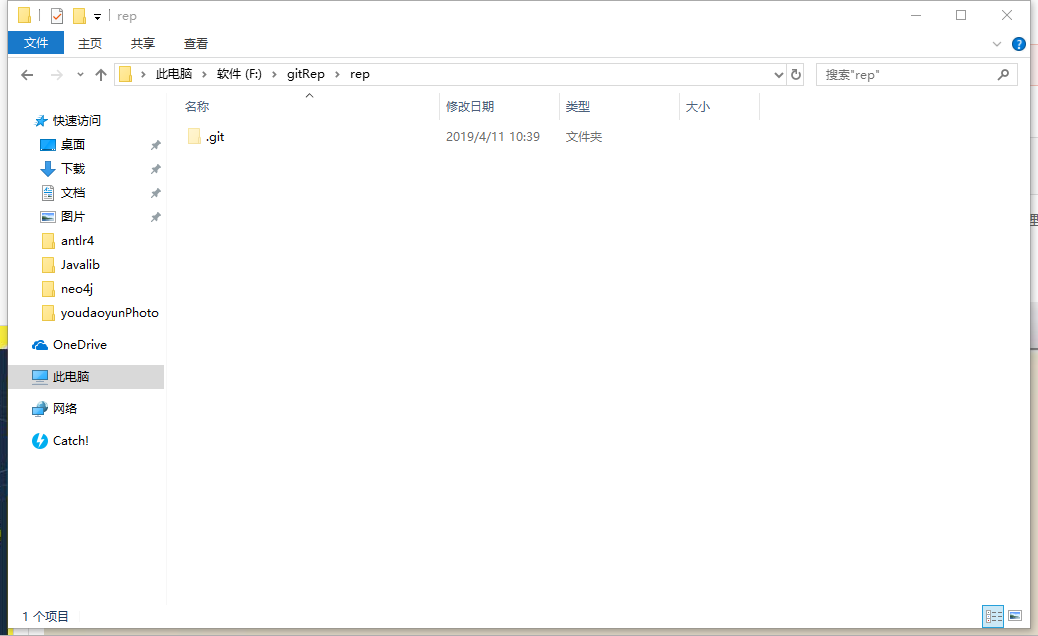 rep
文件 主页 共享 查看
此电脑 软件 (F:) gitRep rep 搜索"rep"
名称 修改日期 类型 大小
.git 2019/4/11 10:39 文件夹
快速访问
桌面
下载
文档
图片
antlr4
Javalib
neo4j
youdaoyunPhoto
OneDrive
此电脑
网络
Catch!
1 个项目